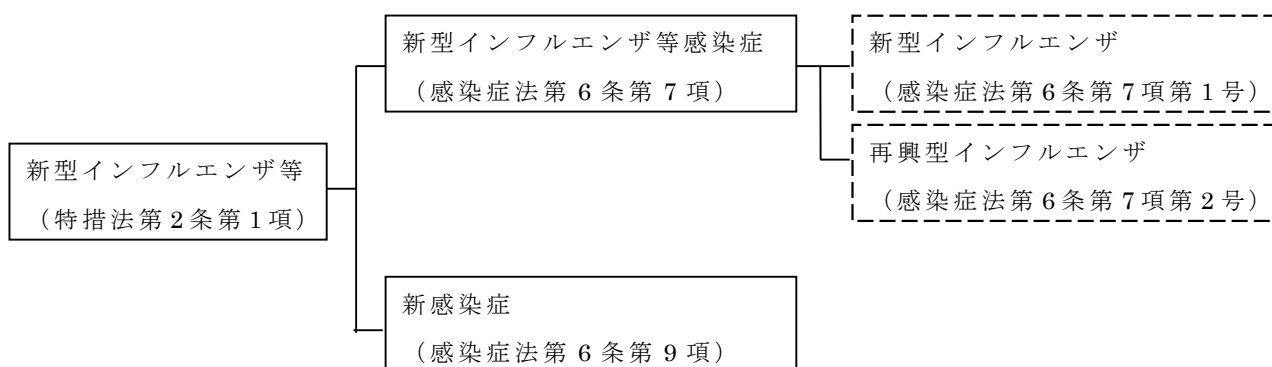 新型インフルエンザ等
（特措法第2条第1項）
新型インフルエンザ等感染症
（感染症法第6条第7項）
新型インフルエンザ
（感染症法第6条第7項第1号）
再興型インフルエンザ
（感染症法第6条第7項第2号）
新感染症
（感染症法第6条第9項）